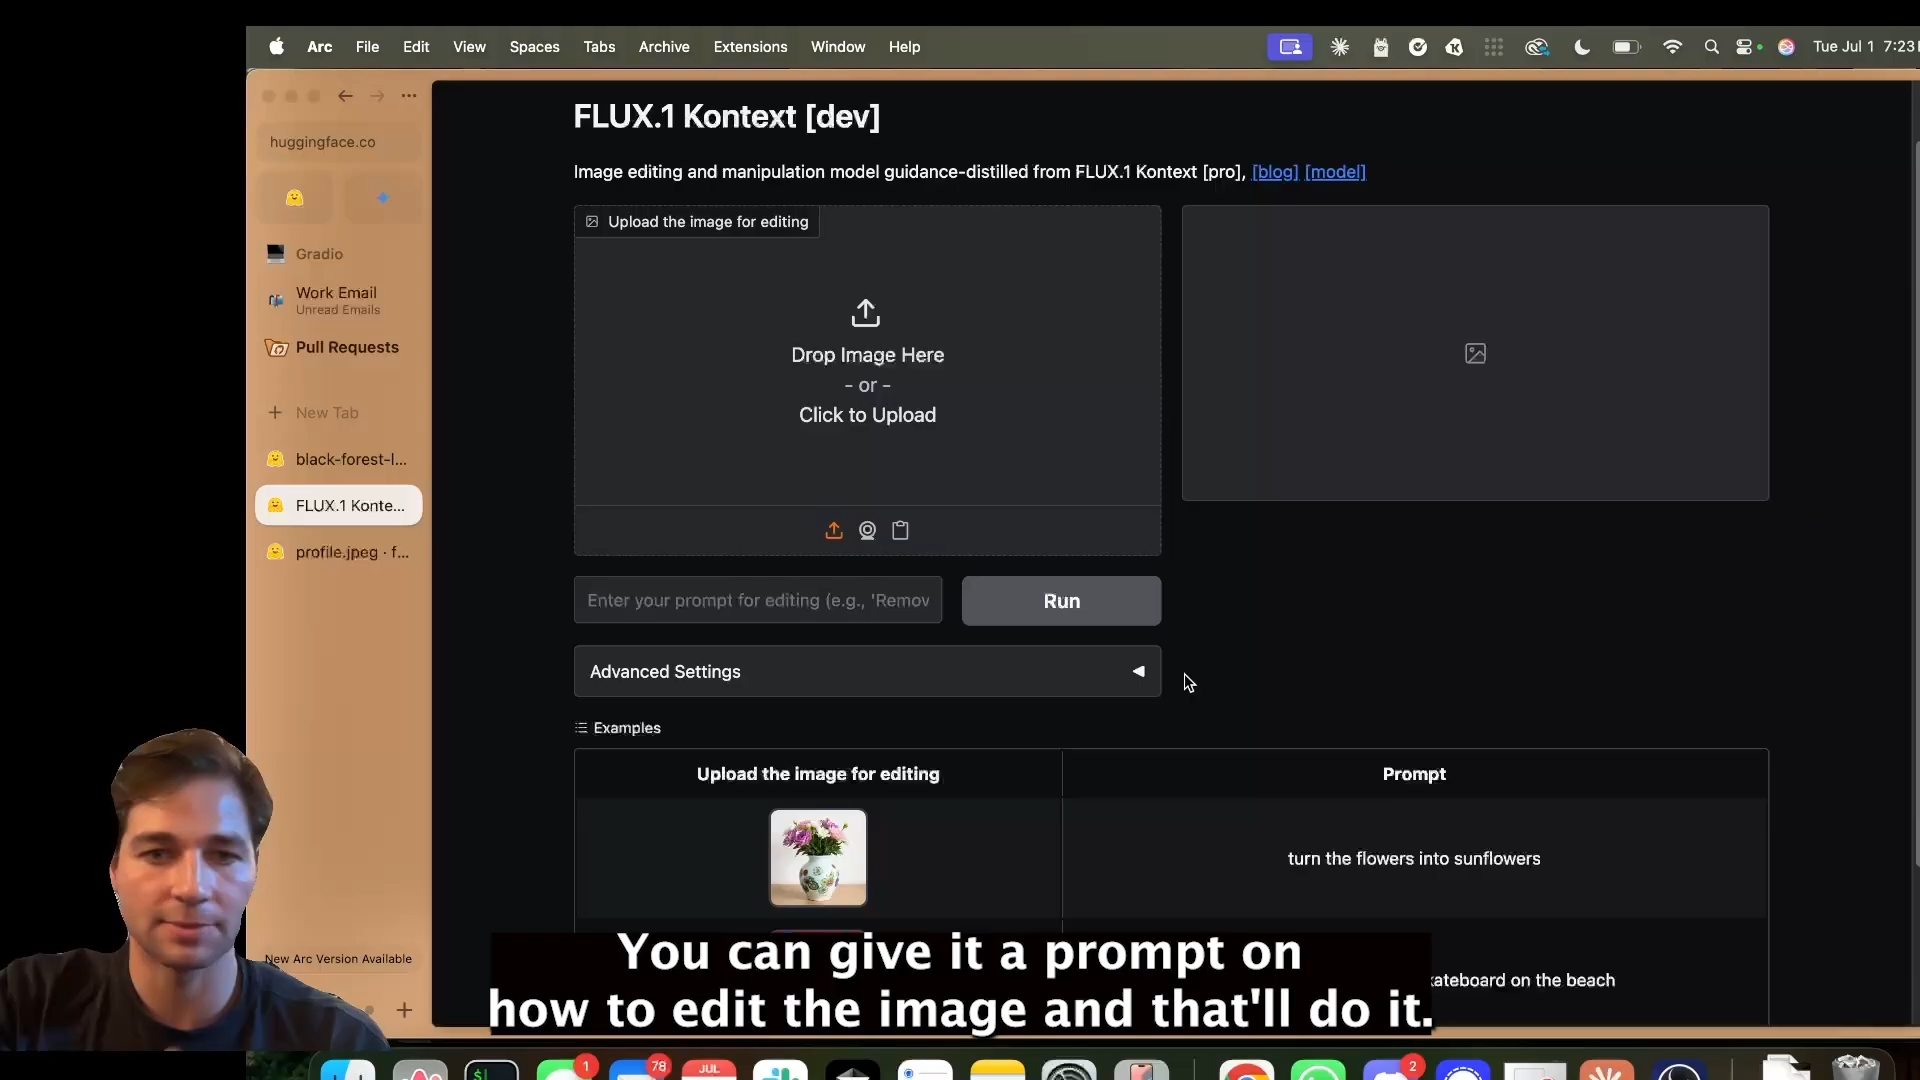 Arc File Edit View Spaces Tabs Archive Extensions Window Help
Tue Jul 1 7:23
huggingface.co
Gradio
Work Email
Unread Emails
Pull Requests
New Tab
black-forest-l...
FLUX.1 Konte...
profile.jpeg · f...
New Arc Version Available
FLUX.1 Kontext [dev]
Image editing and manipulation model guidance-distilled from FLUX.1 Kontext [pro], [blog] [model]
Upload the image for editing
Drop Image Here
- or -
Click to Upload
Enter your prompt for editing (e.g., 'Remov
Run
Advanced Settings
Examples
Upload the image for editing
Prompt
turn the flowers into sunflowers
kateboard on the beach
You can give it a prompt on
how to edit the image and that'll do it.
1
78
JUL
2